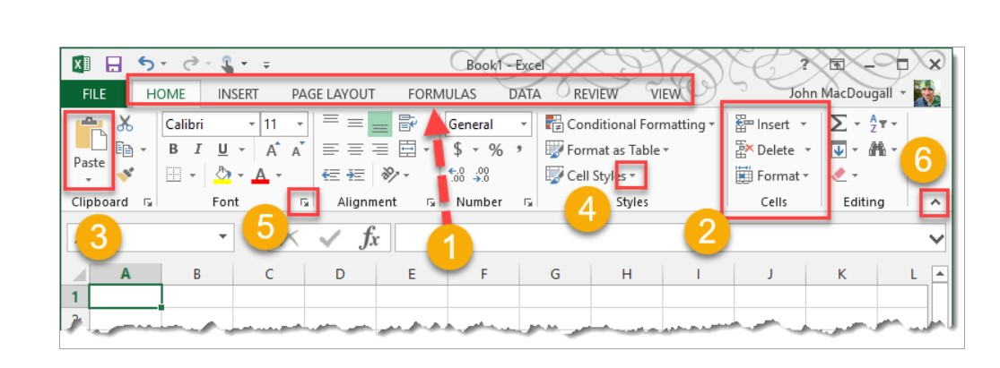 Book1 - Excel ?
FILE HOME INSERT PAGE LAYOUT FORMULAS DATA REVIEW VIEW John MacDougall
Calibri 11 General Conditional Formatting Insert Σ A Z
Paste B I U A A $ % , Format as Table Delete 6
A .0 .00 .00 .0 Cell Styles Format
Clipboard Font Alignment Number Styles Cells Editing
3 5 fx 1 4 2
A B C D E F G H I J K L
1